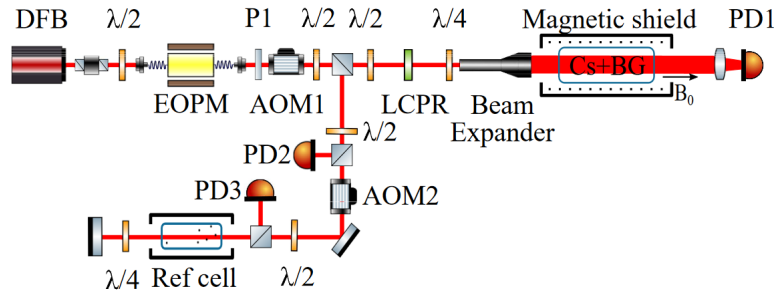 DFB
λ/2
P1
λ/2
λ/2
λ/4
Magnetic shield
PD1
EOPM
AOM1
LCPR
Beam
Expander
Cs+BG
B₀
λ/2
PD2
PD3
AOM2
λ/4
Ref cell
λ/2